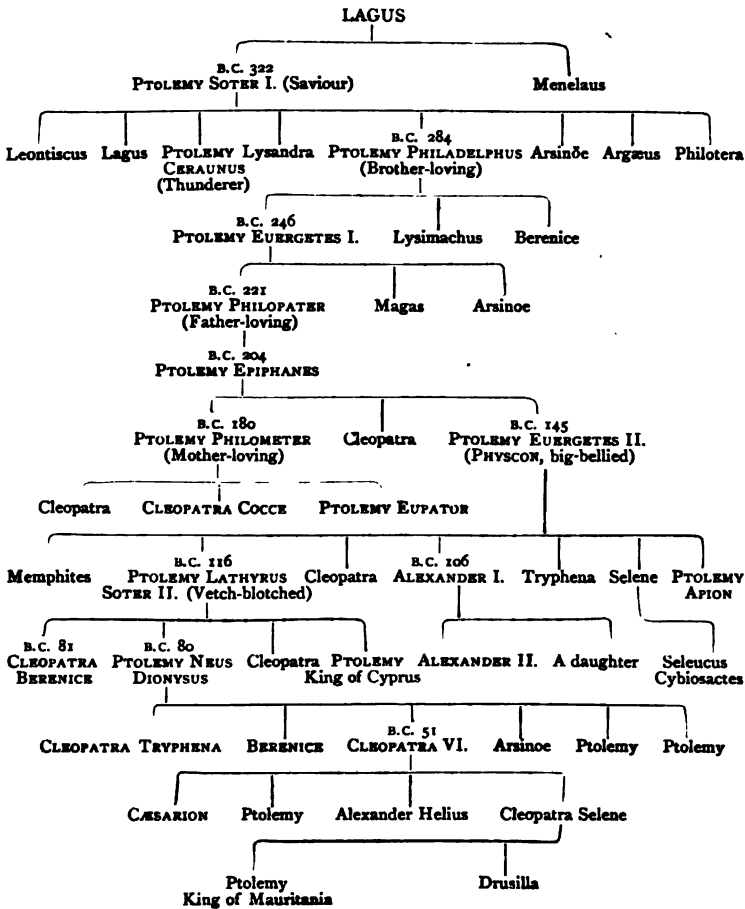 LAGUS
B.C. 322
PTOLEMY SOTER I. (Saviour)
Menelaus
Leontiscus
Lagus
PTOLEMY CERAUNUS (Thunderer)
Lysandra
B.C. 284
PTOLEMY PHILADELPHUS
(Brother-loving)
Arsinŏe
Argæus
Philotera
B.C. 246
PTOLEMY EUERGETES I.
Lysimachus
Berenice
B.C. 221
PTOLEMY PHILOPATER
(Father-loving)
Magas
Arsinoe
B.C. 204
PTOLEMY EPIPHANES
B.C. 180
PTOLEMY PHILOMETER
(Mother-loving)
Cleopatra
B.C. 145
PTOLEMY EUERGETES II.
(PHYSCON, big-bellied)
Cleopatra
CLEOPATRA COCCE
PTOLEMY EUPATOR
Memphites
B.C. 116
PTOLEMY LATHYRUS
SOTER II. (Vetch-blotched)
Cleopatra
B.C. 106
ALEXANDER I.
Tryphena
Selene
PTOLEMY
APION
B.C. 81
CLEOPATRA
BERENICE
B.C. 80
PTOLEMY NEUS
DIONYSUS
Cleopatra
PTOLEMY
King of Cyprus
ALEXANDER II.
A daughter
Seleucus
Cybiosactes
CLEOPATRA TRYPHENA
BERENICE
B.C. 51
CLEOPATRA VI.
Arsinoe
Ptolemy
Ptolemy
CÆSARION
Ptolemy
Alexander Helius
Cleopatra Selene
Ptolemy
King of Mauritania
Drusilla